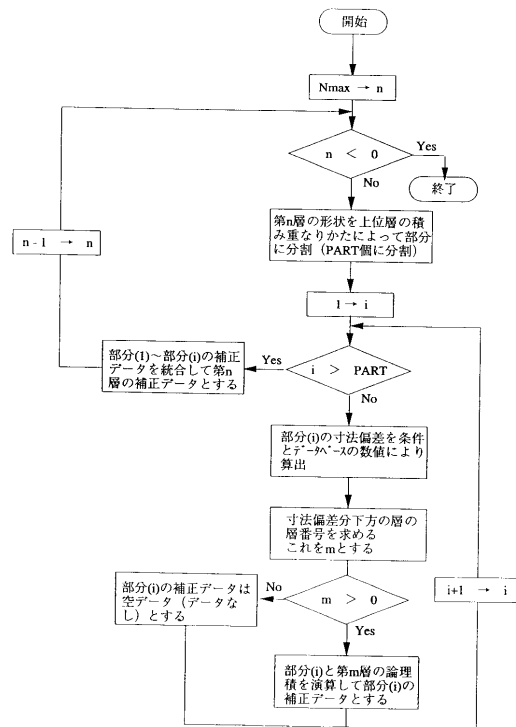 開始
Nmax → n
n < 0
Yes
No
終了
第n層の形状を上位層の積
み重なりかたによって部分
に分割（PART個に分割）
n - 1 → n
1 → i
i > PART
Yes
No
部分(1)～部分(i)の補正
データを統合して第n
層の補正データとする
部分(i)の寸法偏差を条件
とﾃﾞｰﾀﾍﾞｰｽの数値により
算出
寸法偏差分下方の層の
層番号を求める
これをmとする
m > 0
No
Yes
部分(i)の補正データは
空データ（データな
し）とする
i+1 → i
部分(i)と第m層の論理
積を演算して部分(i)の
補正データとする